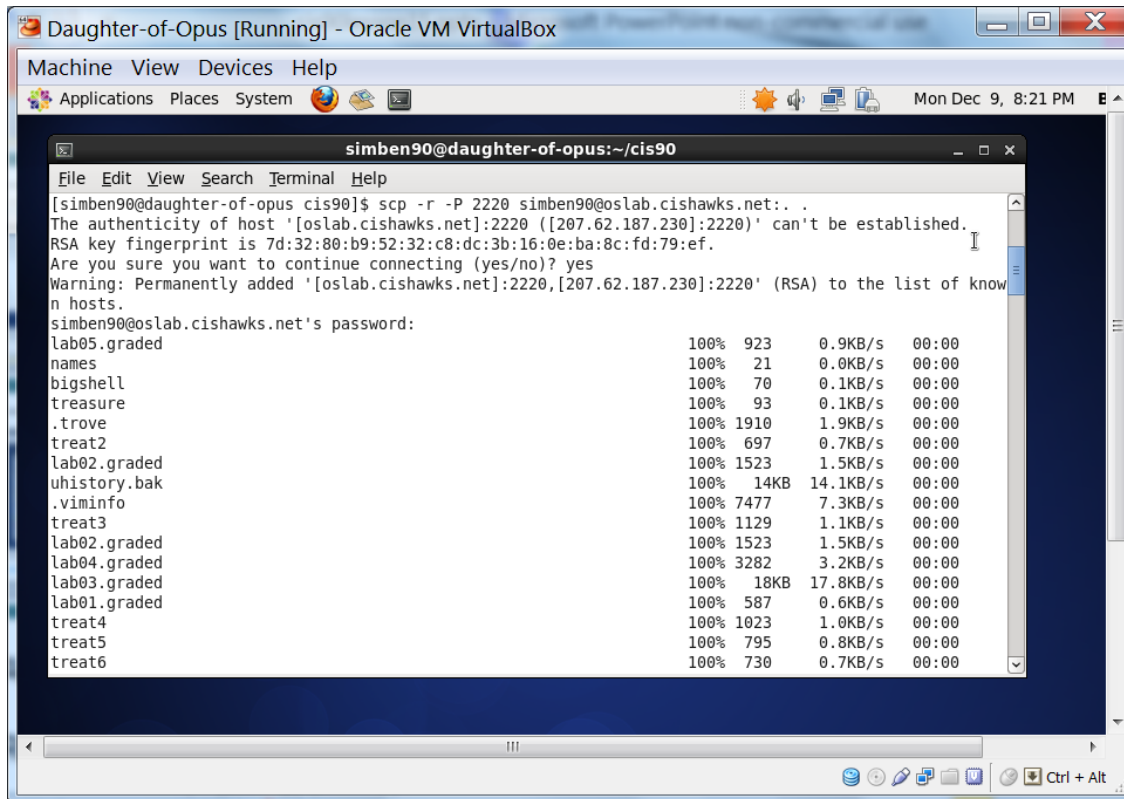 Daughter-of-Opus [Running] - Oracle VM VirtualBox
Machine View Devices Help
Applications Places System Mon Dec 9, 8:21 PM
simben90@daughter-of-opus:~/cis90
File Edit View Search Terminal Help
[simben90@daughter-of-opus cis90]$ scp -r -P 2220 simben90@oslab.cishawks.net:. .
The authenticity of host '[oslab.cishawks.net]:2220 ([207.62.187.230]:2220)' can't be established.
RSA key fingerprint is 7d:32:80:b9:52:32:c8:dc:3b:16:0e:ba:8c:fd:79:ef.
Are you sure you want to continue connecting (yes/no)? yes
Warning: Permanently added '[oslab.cishawks.net]:2220,[207.62.187.230]:2220' (RSA) to the list of know
n hosts.
simben90@oslab.cishawks.net's password:
lab05.graded 100% 923 0.9KB/s 00:00
names 100% 21 0.0KB/s 00:00
bigshell 100% 70 0.1KB/s 00:00
treasure 100% 93 0.1KB/s 00:00
.trove 100% 1910 1.9KB/s 00:00
treat2 100% 697 0.7KB/s 00:00
lab02.graded 100% 1523 1.5KB/s 00:00
uhistory.bak 100% 14KB 14.1KB/s 00:00
.viminfo 100% 7477 7.3KB/s 00:00
treat3 100% 1129 1.1KB/s 00:00
lab02.graded 100% 1523 1.5KB/s 00:00
lab04.graded 100% 3282 3.2KB/s 00:00
lab03.graded 100% 18KB 17.8KB/s 00:00
lab01.graded 100% 587 0.6KB/s 00:00
treat4 100% 1023 1.0KB/s 00:00
treat5 100% 795 0.8KB/s 00:00
treat6 100% 730 0.7KB/s 00:00
Ctrl + Alt